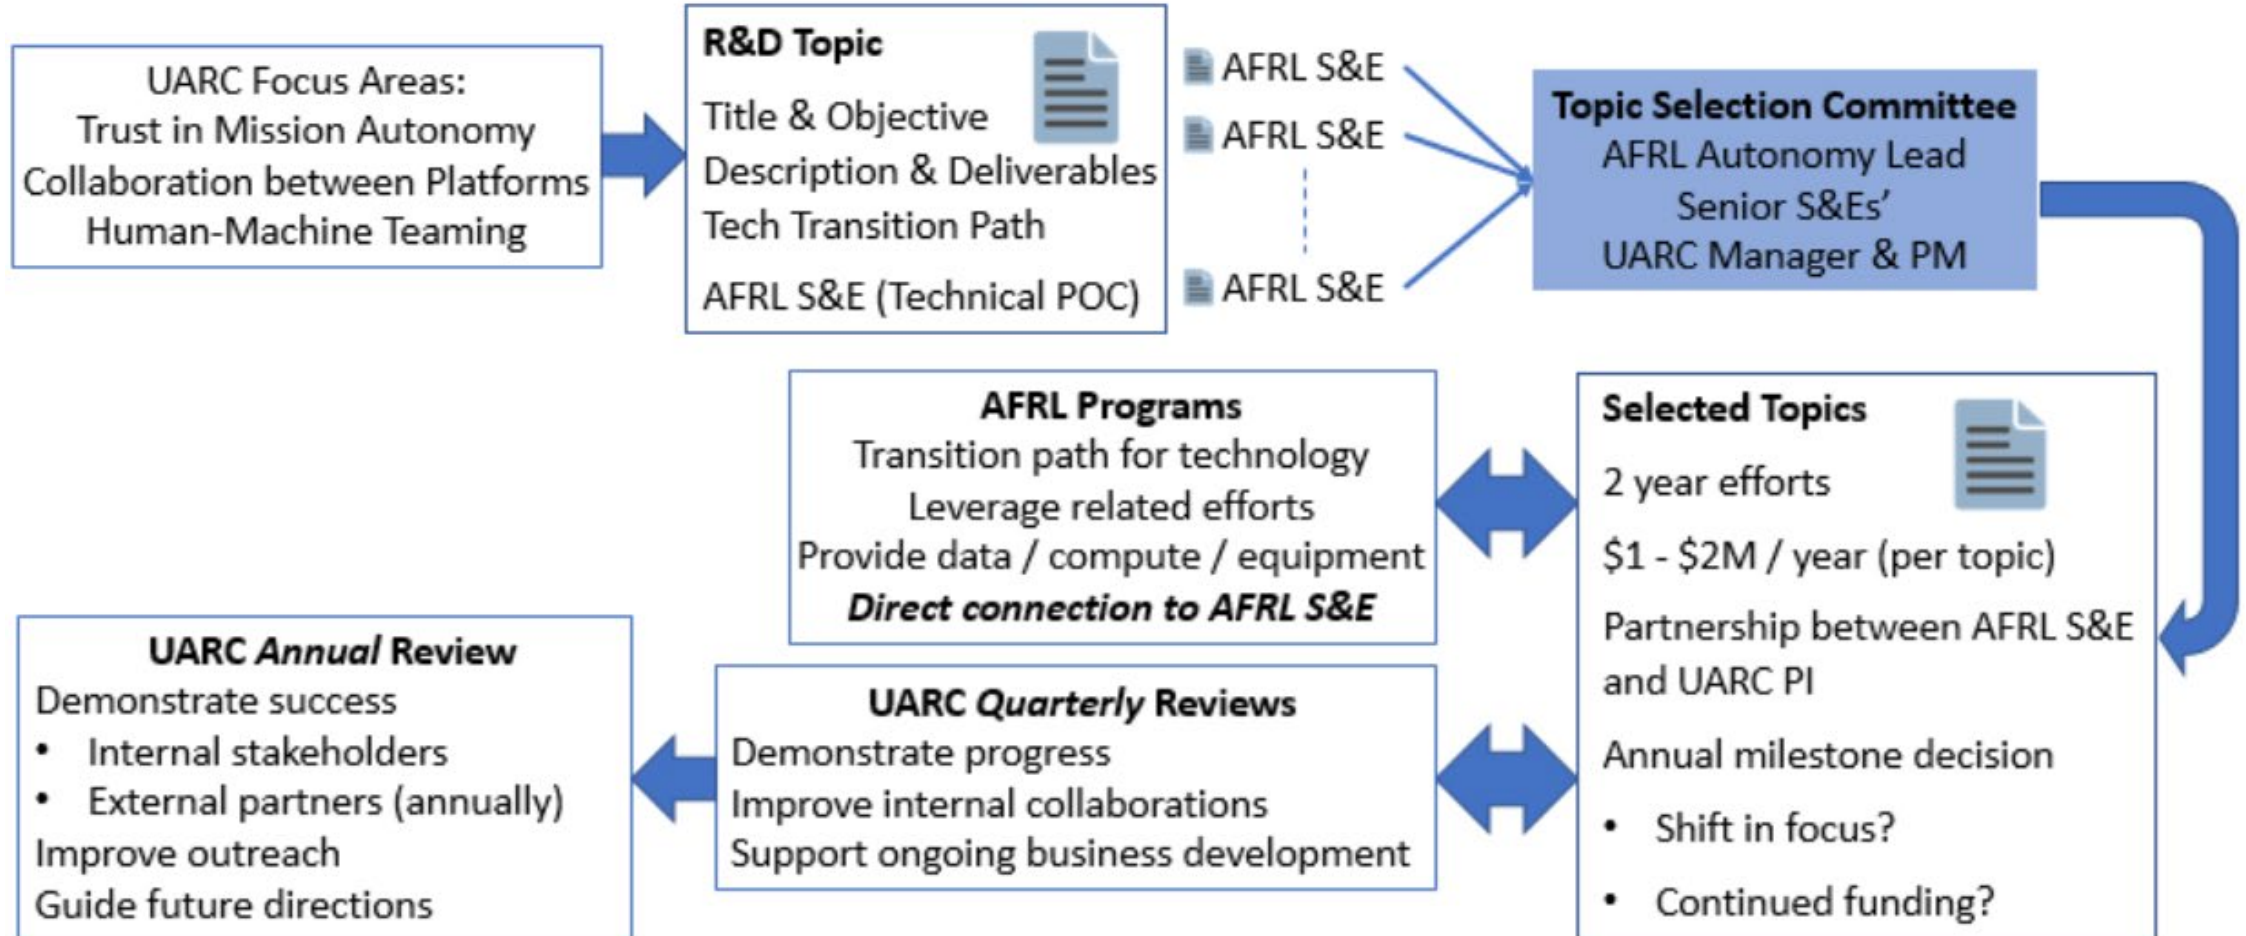 UARC Focus Areas:
Trust in Mission Autonomy
Collaboration between Platforms
Human-Machine Teaming
R&D Topic
Title & Objective
Description & Deliverables
Tech Transition Path
AFRL S&E (Technical POC)
AFRL S&E
AFRL S&E
AFRL S&E
Topic Selection Committee
AFRL Autonomy Lead
Senior S&Es’
UARC Manager & PM
Selected Topics
2 year efforts
$1 - $2M / year (per topic)
Partnership between AFRL S&E
and UARC PI
Annual milestone decision
• Shift in focus?
• Continued funding?
AFRL Programs
Transition path for technology
Leverage related efforts
Provide data / compute / equipment
Direct connection to AFRL S&E
UARC Quarterly Reviews
Demonstrate progress
Improve internal collaborations
Support ongoing business development
UARC Annual Review
Demonstrate success
• Internal stakeholders
• External partners (annually)
Improve outreach
Guide future directions